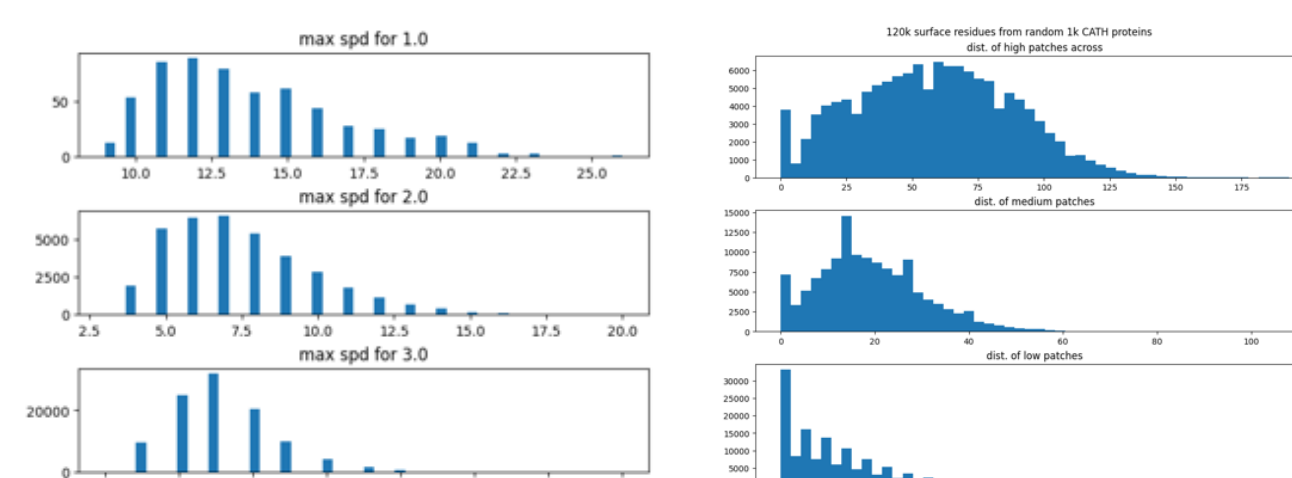 max spd for 1.0
50
0
10.0 12.5 15.0 17.5 20.0 22.5 25.0
max spd for 2.0
5000
2500
0
2.5 5.0 7.5 10.0 12.5 15.0 17.5 20.0
max spd for 3.0
20000
0
120k surface residues from random 1k CATH proteins
dist. of high patches across
6000
5000
4000
3000
2000
1000
0
0 25 50 75 100 125 150 175
dist. of medium patches
15000
12500
10000
7500
5000
2500
0
0 20 40 60 80 100
dist. of low patches
30000
25000
20000
15000
10000
5000